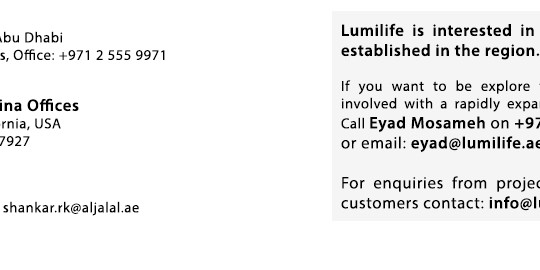 Abu Dhabi
s, Office: +971 2 555 9971
ina Offices
ornia, USA
7927
shankar.rk@aljalal.ae
Lumilife is interested in
established in the region.
If you want to be explore
involved with a rapidly expa
Call Eyad Mosameh on +97
or email: eyad@lumilife.ae
For enquiries from projec
customers contact: info@lu